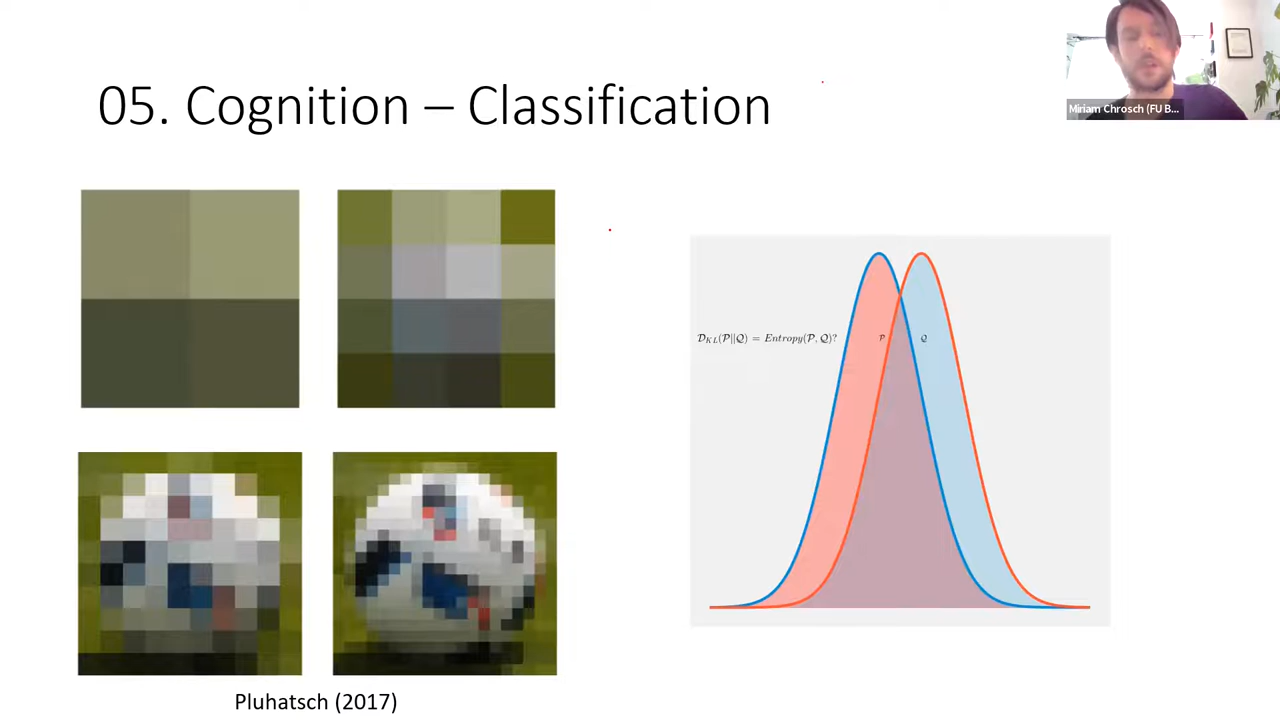 05. Cognition – Classification
Miriam Chrosch (FU B...
𝒟_KL(𝒫||𝒬) = Entropy(𝒫, 𝒬)?
𝒫
𝒬
Pluhatsch (2017)